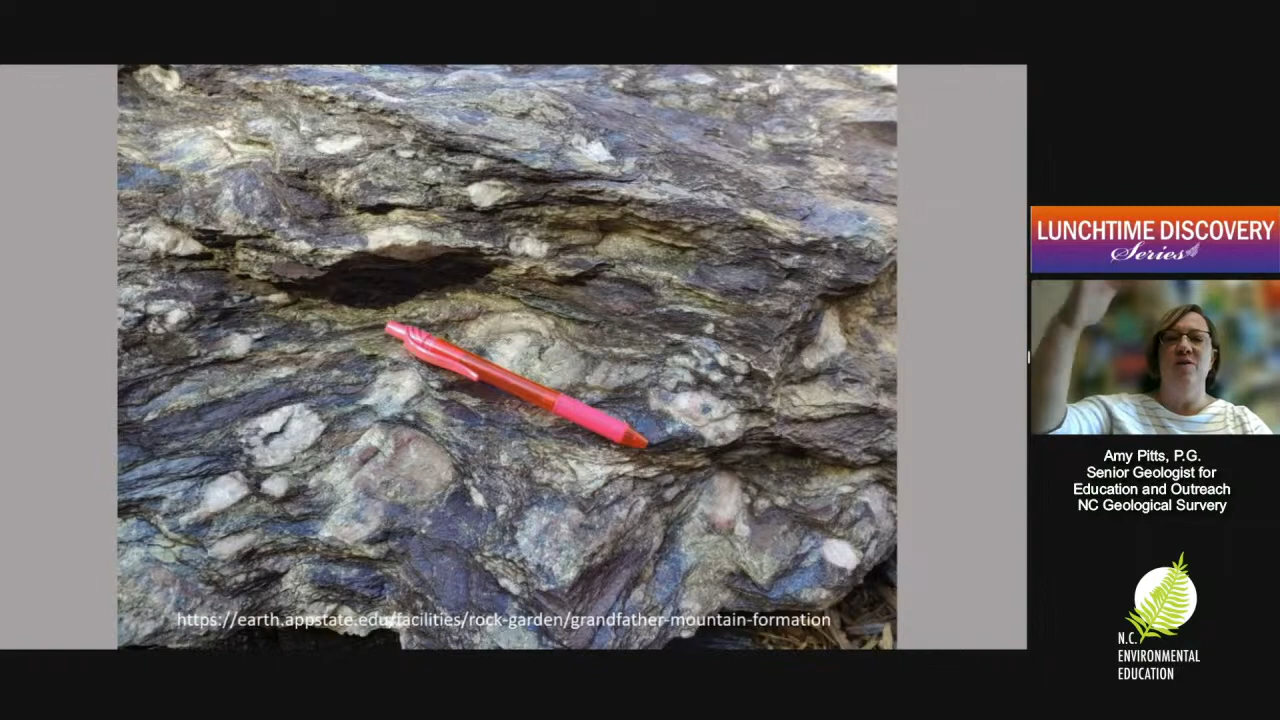 https://earth.appstate.edu/facilities/rock-garden/grandfather-mountain-formation
LUNCHTIME DISCOVERY
Series
Amy Pitts, P.G.
Senior Geologist for
Education and Outreach
NC Geological Survery
N.C.
ENVIRONMENTAL
EDUCATION